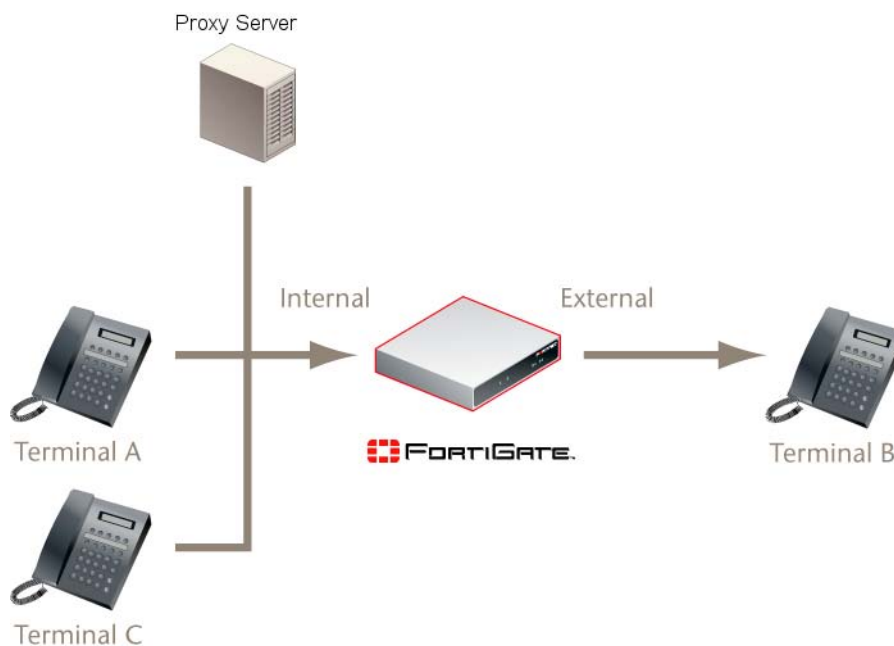 Proxy Server
Internal
External
Terminal A
FORTIGATE
Terminal B
Terminal C